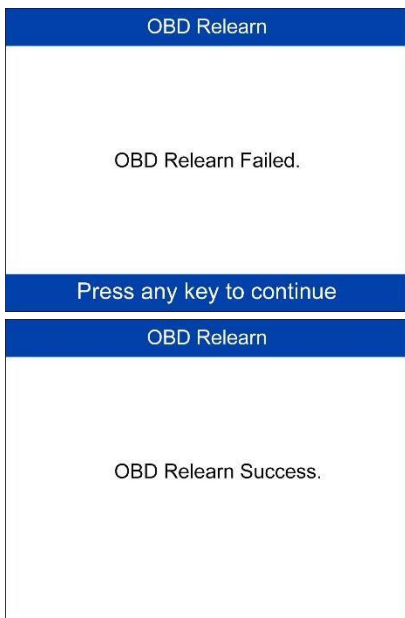 OBD Relearn
OBD Relearn Failed.
Press any key to continue
OBD Relearn
OBD Relearn Success.